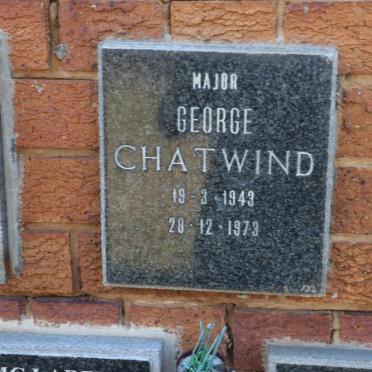 MAJOR
GEORGE
CHATWIND
19-3-1943
28-12-1973